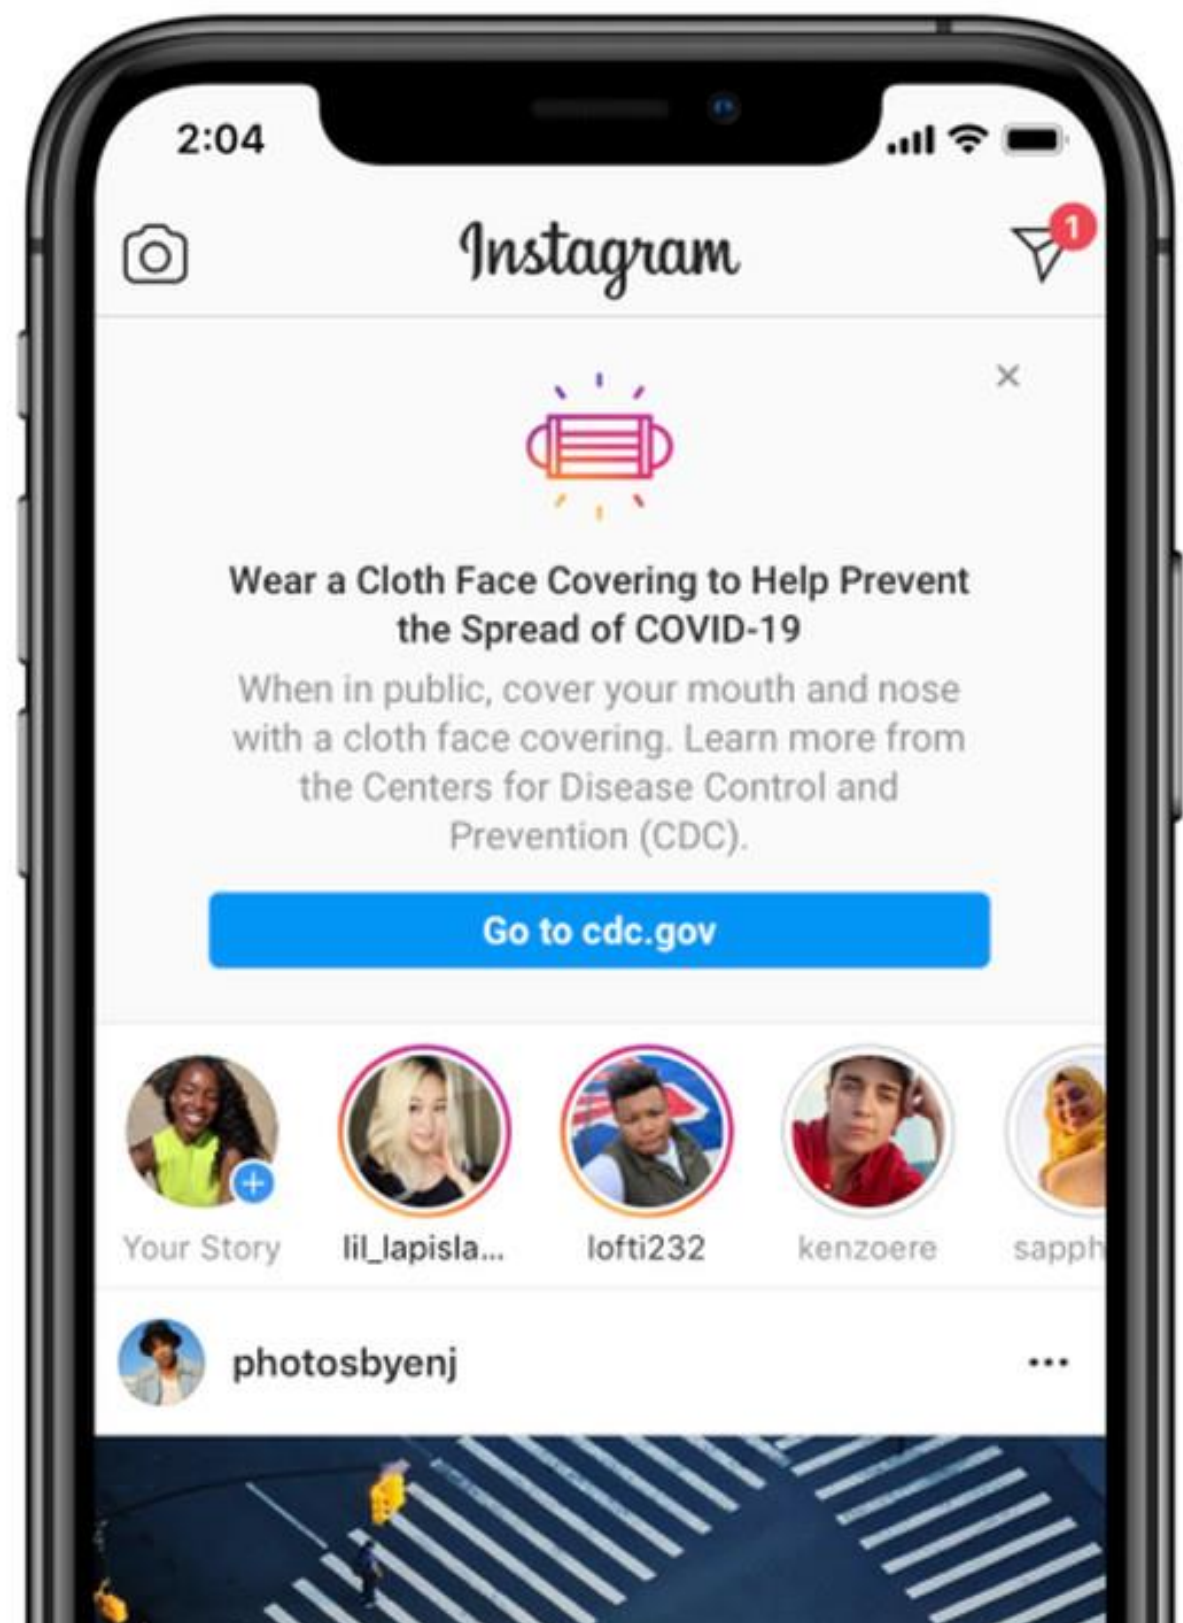 2:04
Instagram
1
Wear a Cloth Face Covering to Help Prevent
the Spread of COVID-19
When in public, cover your mouth and nose
with a cloth face covering. Learn more from
the Centers for Disease Control and
Prevention (CDC).
Go to cdc.gov
Your Story lil_lapisla... lofti232 kenzoere sapph
photosbyenj